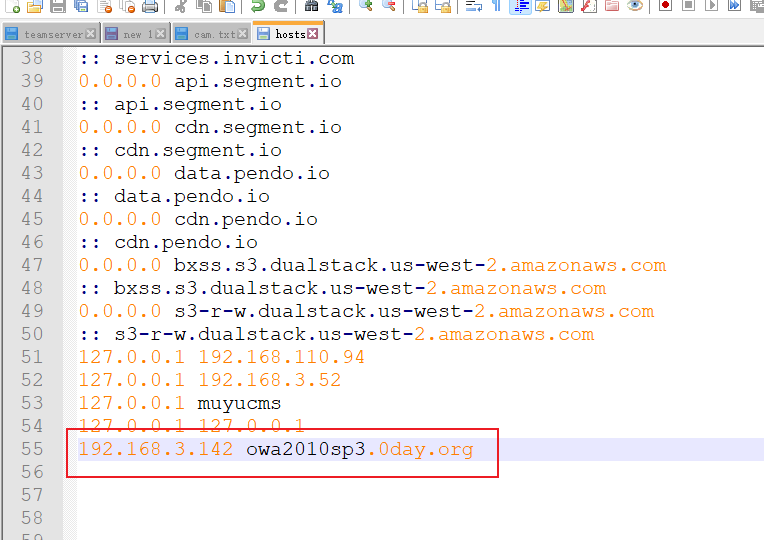 teamserver new 1 cam.txt hosts
38 :: services.invicti.com
39 0.0.0.0 api.segment.io
40 :: api.segment.io
41 0.0.0.0 cdn.segment.io
42 :: cdn.segment.io
43 0.0.0.0 data.pendo.io
44 :: data.pendo.io
45 0.0.0.0 cdn.pendo.io
46 :: cdn.pendo.io
47 0.0.0.0 bxss.s3.dualstack.us-west-2.amazonaws.com
48 :: bxss.s3.dualstack.us-west-2.amazonaws.com
49 0.0.0.0 s3-r-w.dualstack.us-west-2.amazonaws.com
50 :: s3-r-w.dualstack.us-west-2.amazonaws.com
51 127.0.0.1 192.168.110.94
52 127.0.0.1 192.168.3.52
53 127.0.0.1 muyucms
54 127.0.0.1 127.0.0.1
55 192.168.3.142 owa2010sp3.0day.org
56
57
58